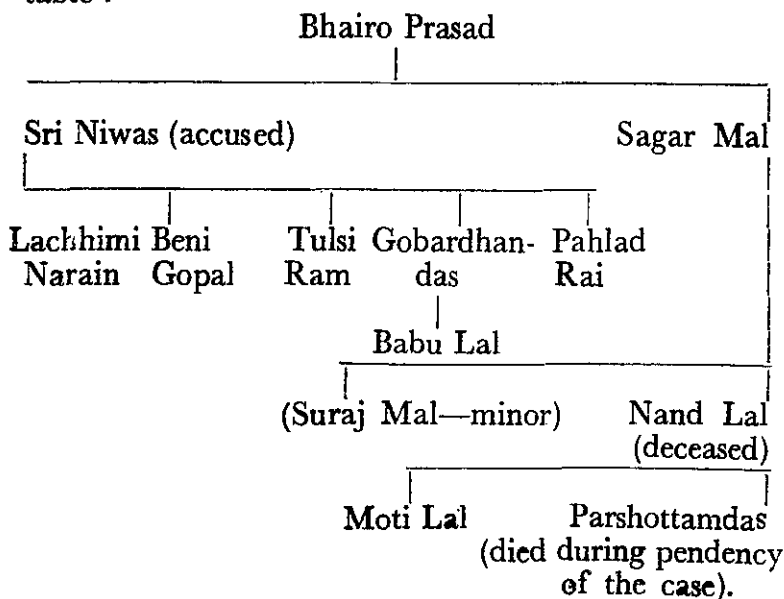 Bhairo Prasad
Sri Niwas (accused) Sagar Mal
Lachhimi Beni Tulsi Gobardhan- Pahlad
Narain Gopal Ram das Rai
Babu Lal
(Suraj Mal—minor) Nand Lal
(deceased)
Moti Lal Parshottamdas
(died during pendency
of the case).